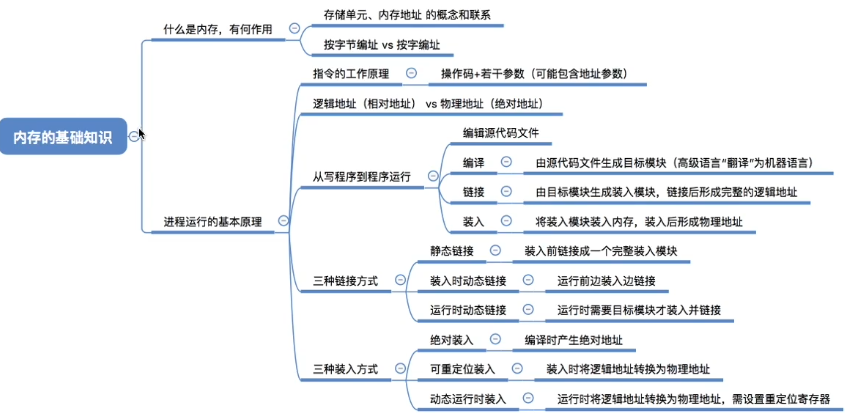 内存的基础知识
什么是内存，有何作用
存储单元、内存地址 的概念和联系
按字节编址 vs 按字编址
进程运行的基本原理
指令的工作原理
操作码+若干参数（可能包含地址参数）
逻辑地址（相对地址） vs 物理地址（绝对地址）
从写程序到程序运行
编辑源代码文件
编译
由源代码文件生成目标模块（高级语言“翻译”为机器语言）
链接
由目标模块生成装入模块，链接后形成完整的逻辑地址
装入
将装入模块装入内存，装入后形成物理地址
三种链接方式
静态链接
装入前链接成一个完整装入模块
装入时动态链接
运行前边装入边链接
运行时动态链接
运行时需要目标模块才装入并链接
三种装入方式
绝对装入
编译时产生绝对地址
可重定位装入
装入时将逻辑地址转换为物理地址
动态运行时装入
运行时将逻辑地址转换为物理地址，需设置重定位寄存器